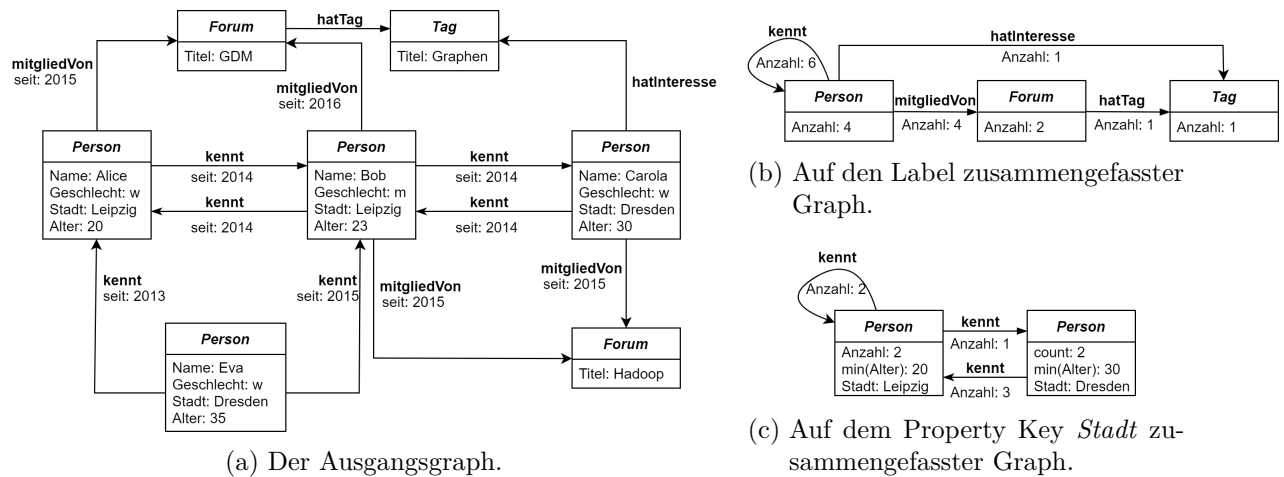 Forum
Titel: GDM
hatTag
Tag
Titel: Graphen
mitgliedVon
seit: 2015
mitgliedVon
seit: 2016
hatInteresse
Person
Name: Alice
Geschlecht: w
Stadt: Leipzig
Alter: 20
kennt
seit: 2014
kennt
seit: 2014
Person
Name: Bob
Geschlecht: m
Stadt: Leipzig
Alter: 23
kennt
seit: 2014
kennt
seit: 2014
Person
Name: Carola
Geschlecht: w
Stadt: Dresden
Alter: 30
kennt
seit: 2013
kennt
seit: 2015
mitgliedVon
seit: 2015
mitgliedVon
seit: 2015
Person
Name: Eva
Geschlecht: w
Stadt: Dresden
Alter: 35
Forum
Titel: Hadoop
(a) Der Ausgangsgraph.
kennt
Anzahl: 6
hatInteresse
Anzahl: 1
Person
Anzahl: 4
mitgliedVon
Anzahl: 4
Forum
Anzahl: 2
hatTag
Anzahl: 1
Tag
Anzahl: 1
(b) Auf den Label zusammengefasster
Graph.
kennt
Anzahl: 2
Person
Anzahl: 2
min(Alter): 20
Stadt: Leipzig
kennt
Anzahl: 1
kennt
Anzahl: 3
Person
count: 2
min(Alter): 30
Stadt: Dresden
(c) Auf dem Property Key Stadt zu-
sammengefasster Graph.